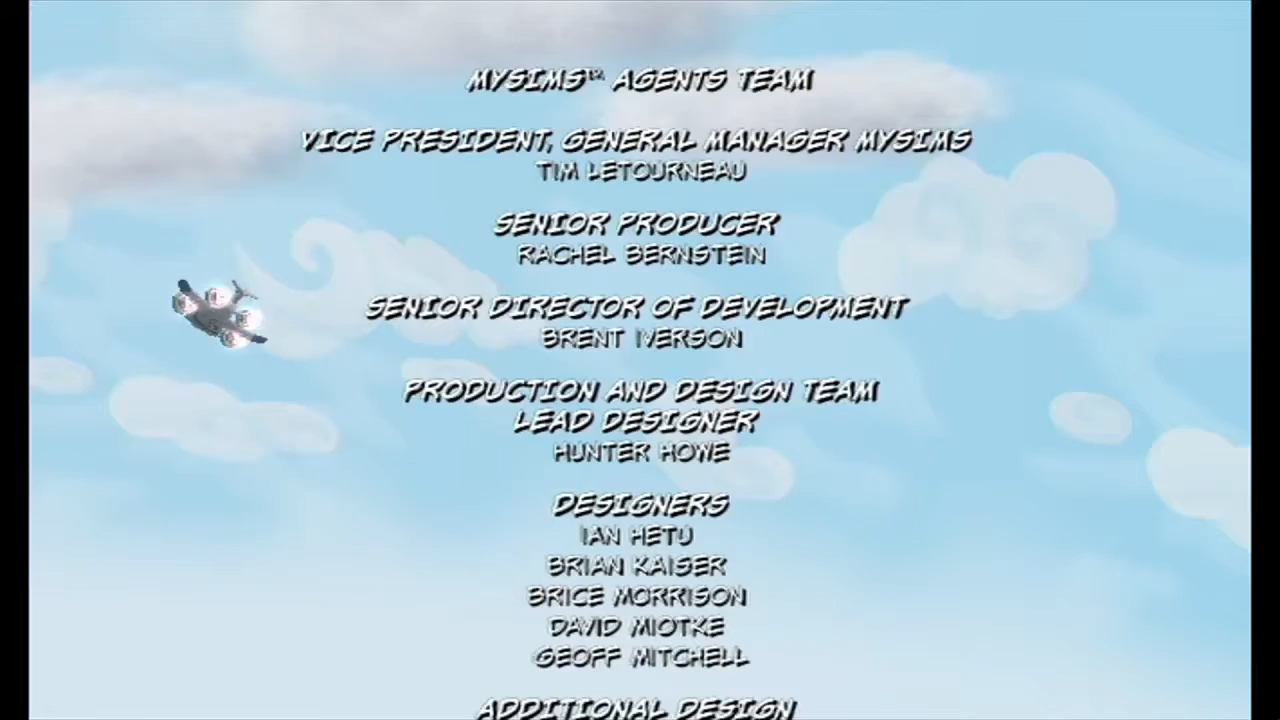 MYSIMS™ AGENTS TEAM
VICE PRESIDENT, GENERAL MANAGER MYSIMS
TIM LETOURNEAU
SENIOR PRODUCER
RACHEL BERNSTEIN
SENIOR DIRECTOR OF DEVELOPMENT
BRENT IVERSON
PRODUCTION AND DESIGN TEAM
LEAD DESIGNER
HUNTER HOWE
DESIGNERS
IAN HETU
BRIAN KAISER
BRICE MORRISON
DAVID MIOTKE
GEOFF MITCHELL
ADDITIONAL DESIGN